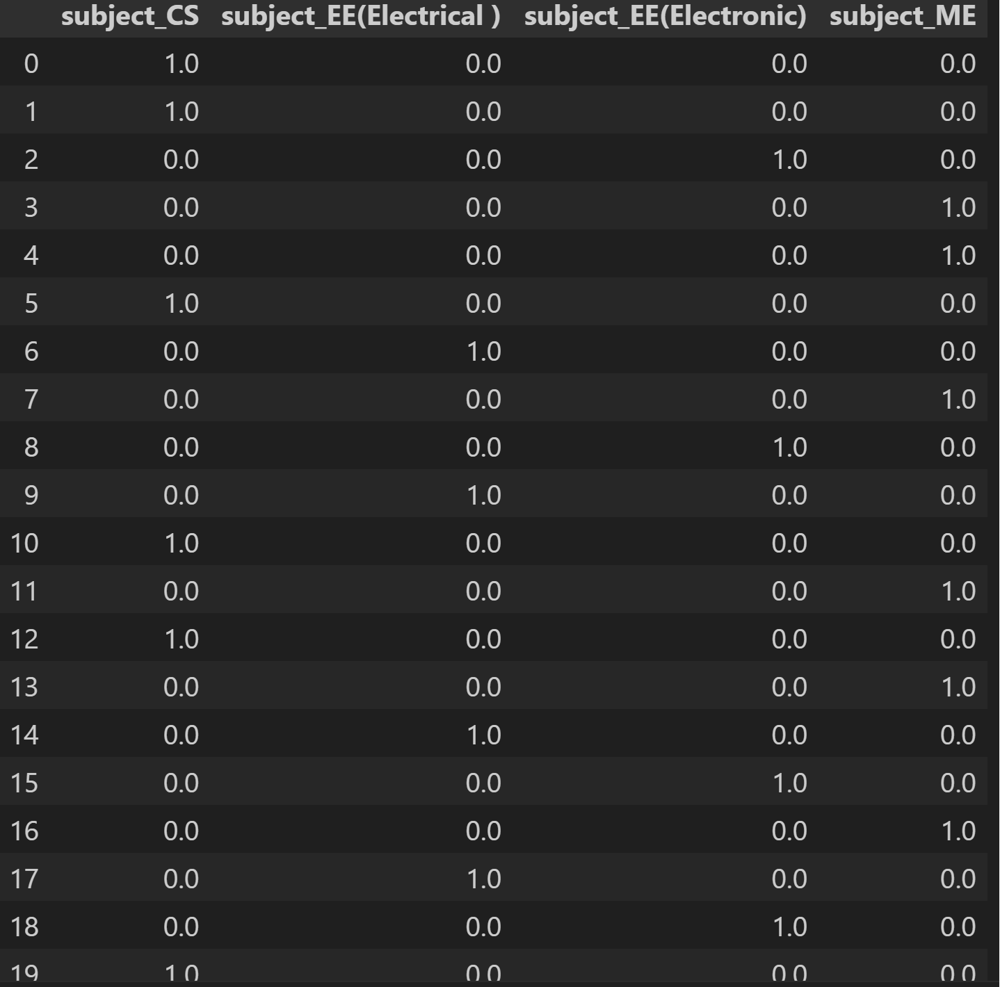 subject_CS subject_EE(Electrical ) subject_EE(Electronic) subject_ME
0 1.0 0.0 0.0 0.0
1 1.0 0.0 0.0 0.0
2 0.0 0.0 1.0 0.0
3 0.0 0.0 0.0 1.0
4 0.0 0.0 0.0 1.0
5 1.0 0.0 0.0 0.0
6 0.0 1.0 0.0 0.0
7 0.0 0.0 0.0 1.0
8 0.0 0.0 1.0 0.0
9 0.0 1.0 0.0 0.0
10 1.0 0.0 0.0 0.0
11 0.0 0.0 0.0 1.0
12 1.0 0.0 0.0 0.0
13 0.0 0.0 0.0 1.0
14 0.0 1.0 0.0 0.0
15 0.0 0.0 1.0 0.0
16 0.0 0.0 0.0 1.0
17 0.0 1.0 0.0 0.0
18 0.0 0.0 1.0 0.0
19 1.0 0.0 0.0 0.0